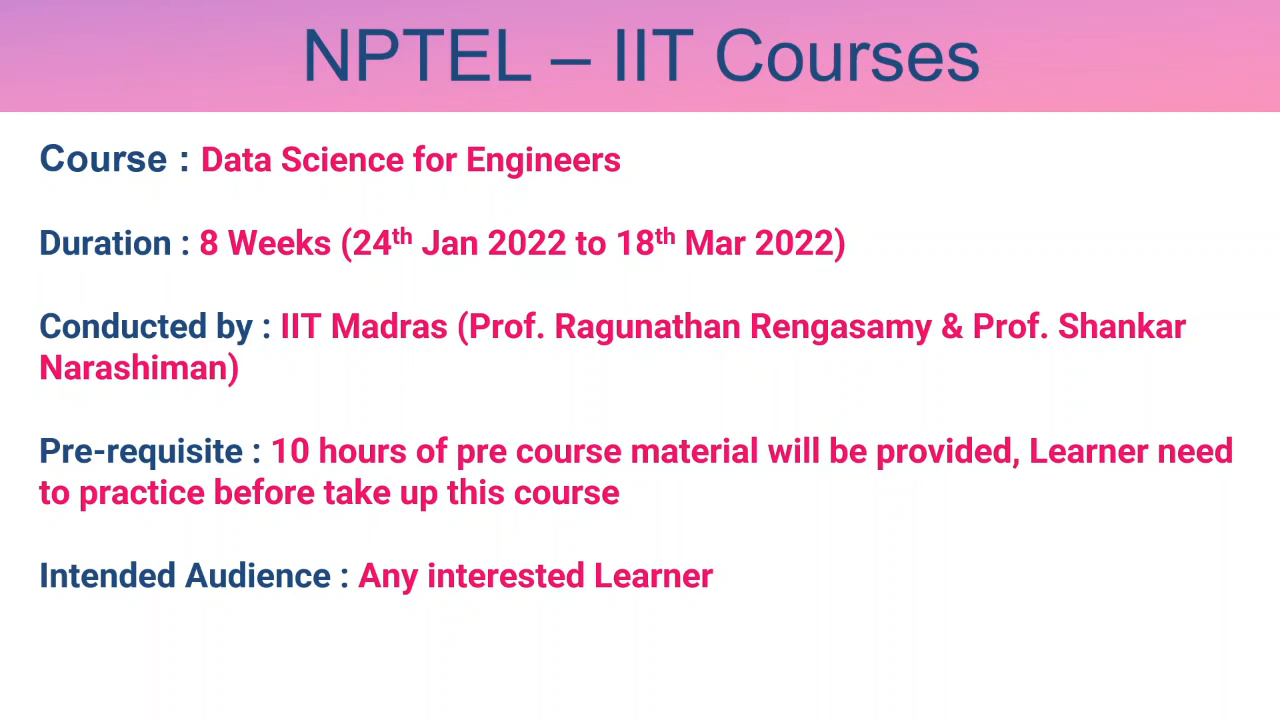 NPTEL – IIT Courses
Course : Data Science for Engineers
Duration : 8 Weeks (24th Jan 2022 to 18th Mar 2022)
Conducted by : IIT Madras (Prof. Ragunathan Rengasamy & Prof. Shankar
Narashiman)
Pre-requisite : 10 hours of pre course material will be provided, Learner need
to practice before take up this course
Intended Audience : Any interested Learner